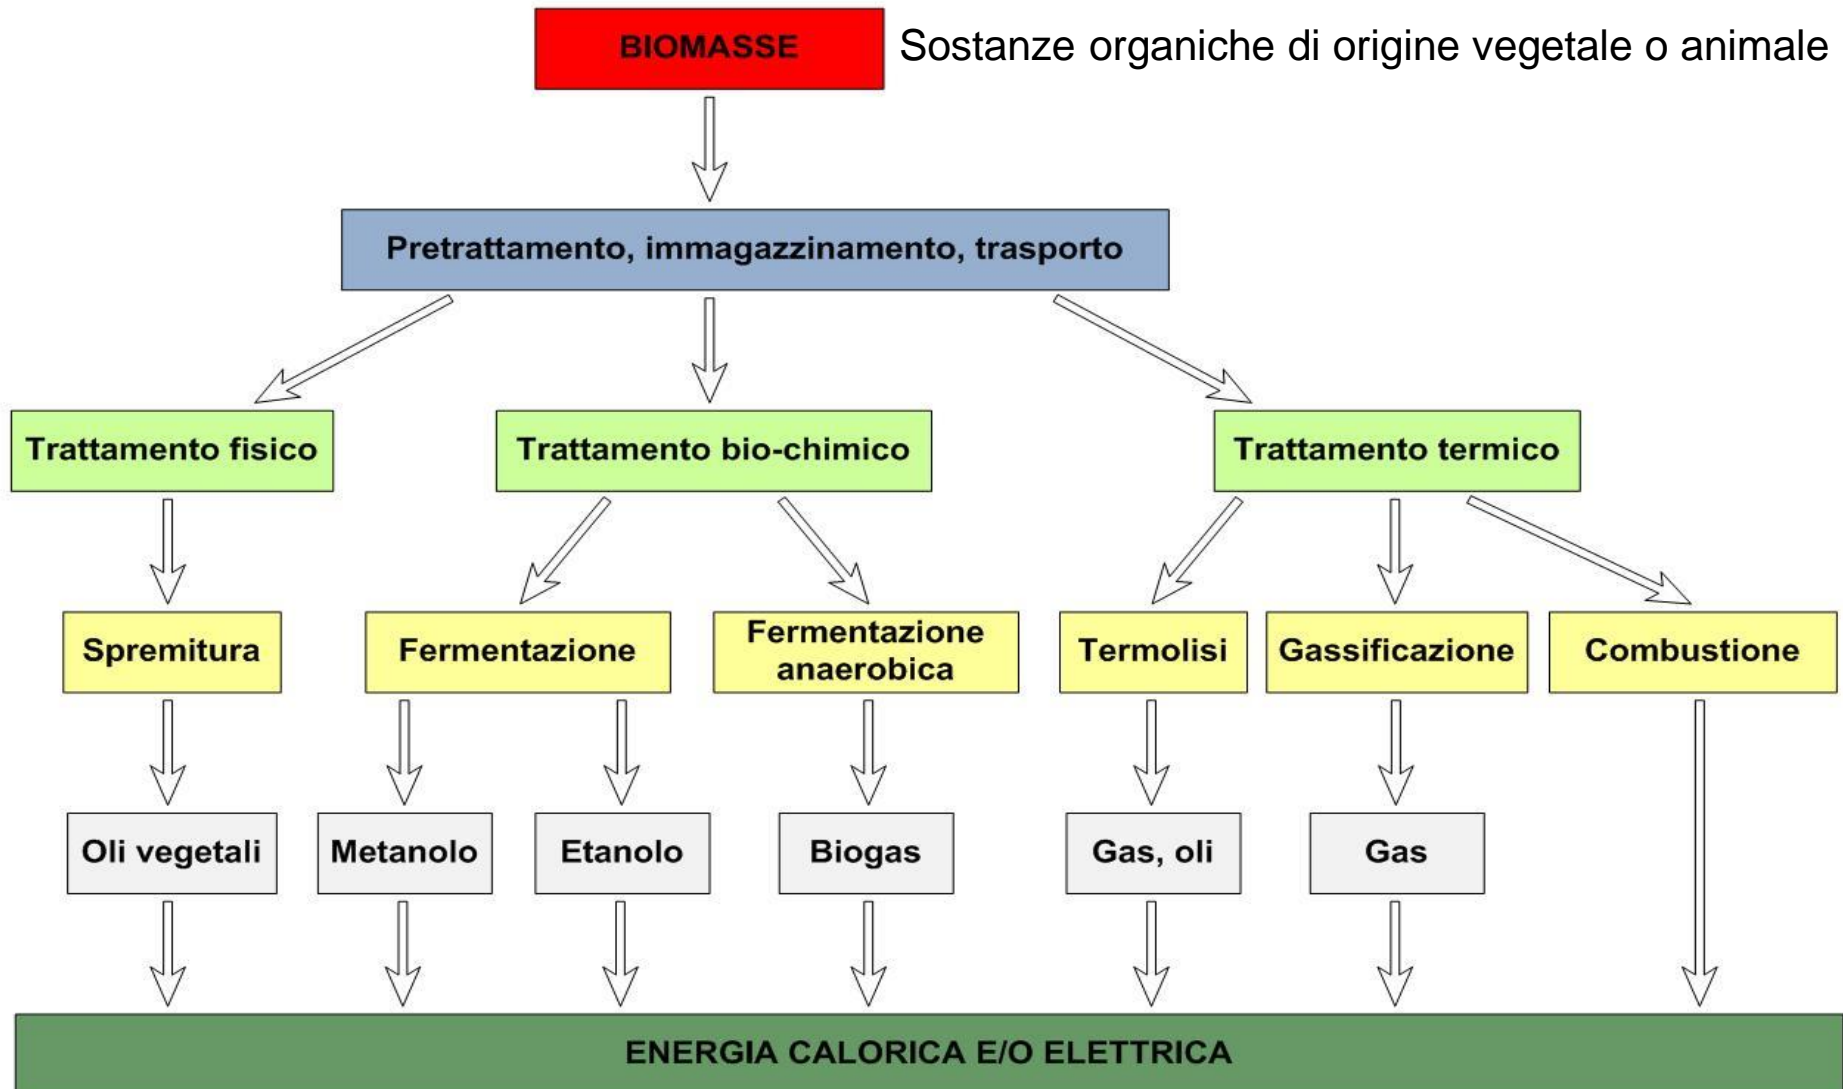 BIOMASSE
Sostanze organiche di origine vegetale o animale
Pretrattamento, immagazzinamento, trasporto
Trattamento fisico
Trattamento bio-chimico
Trattamento termico
Spremitura
Fermentazione
Fermentazione
anaerobica
Termolisi
Gassificazione
Combustione
Oli vegetali
Metanolo
Etanolo
Biogas
Gas, oli
Gas
ENERGIA CALORICA E/O ELETTRICA